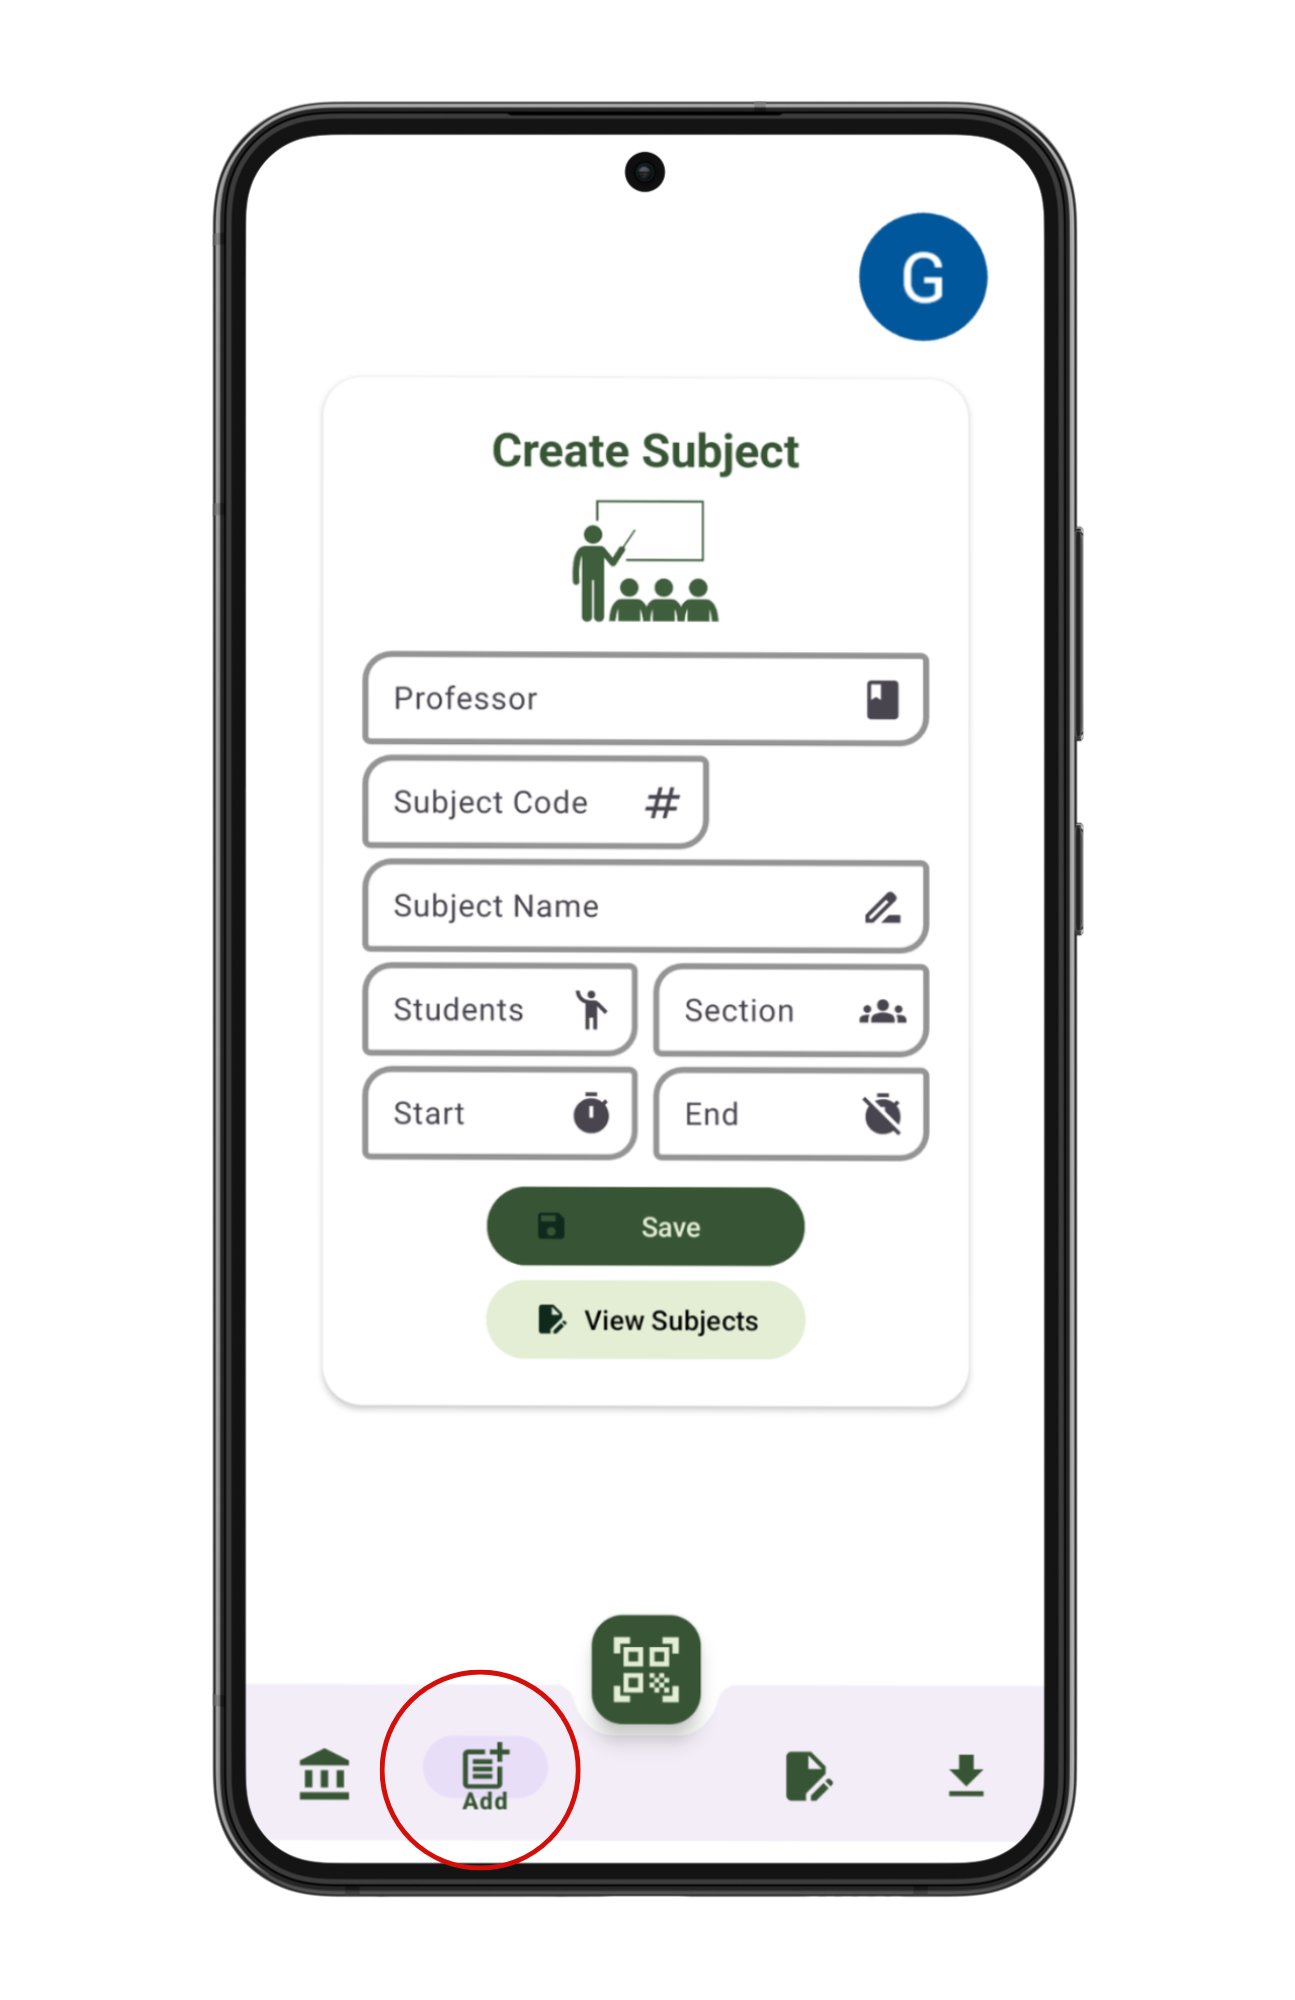 G
Create Subject
Professor
Subject Code #
Subject Name
Students Section
Start End
Save
View Subjects
Add